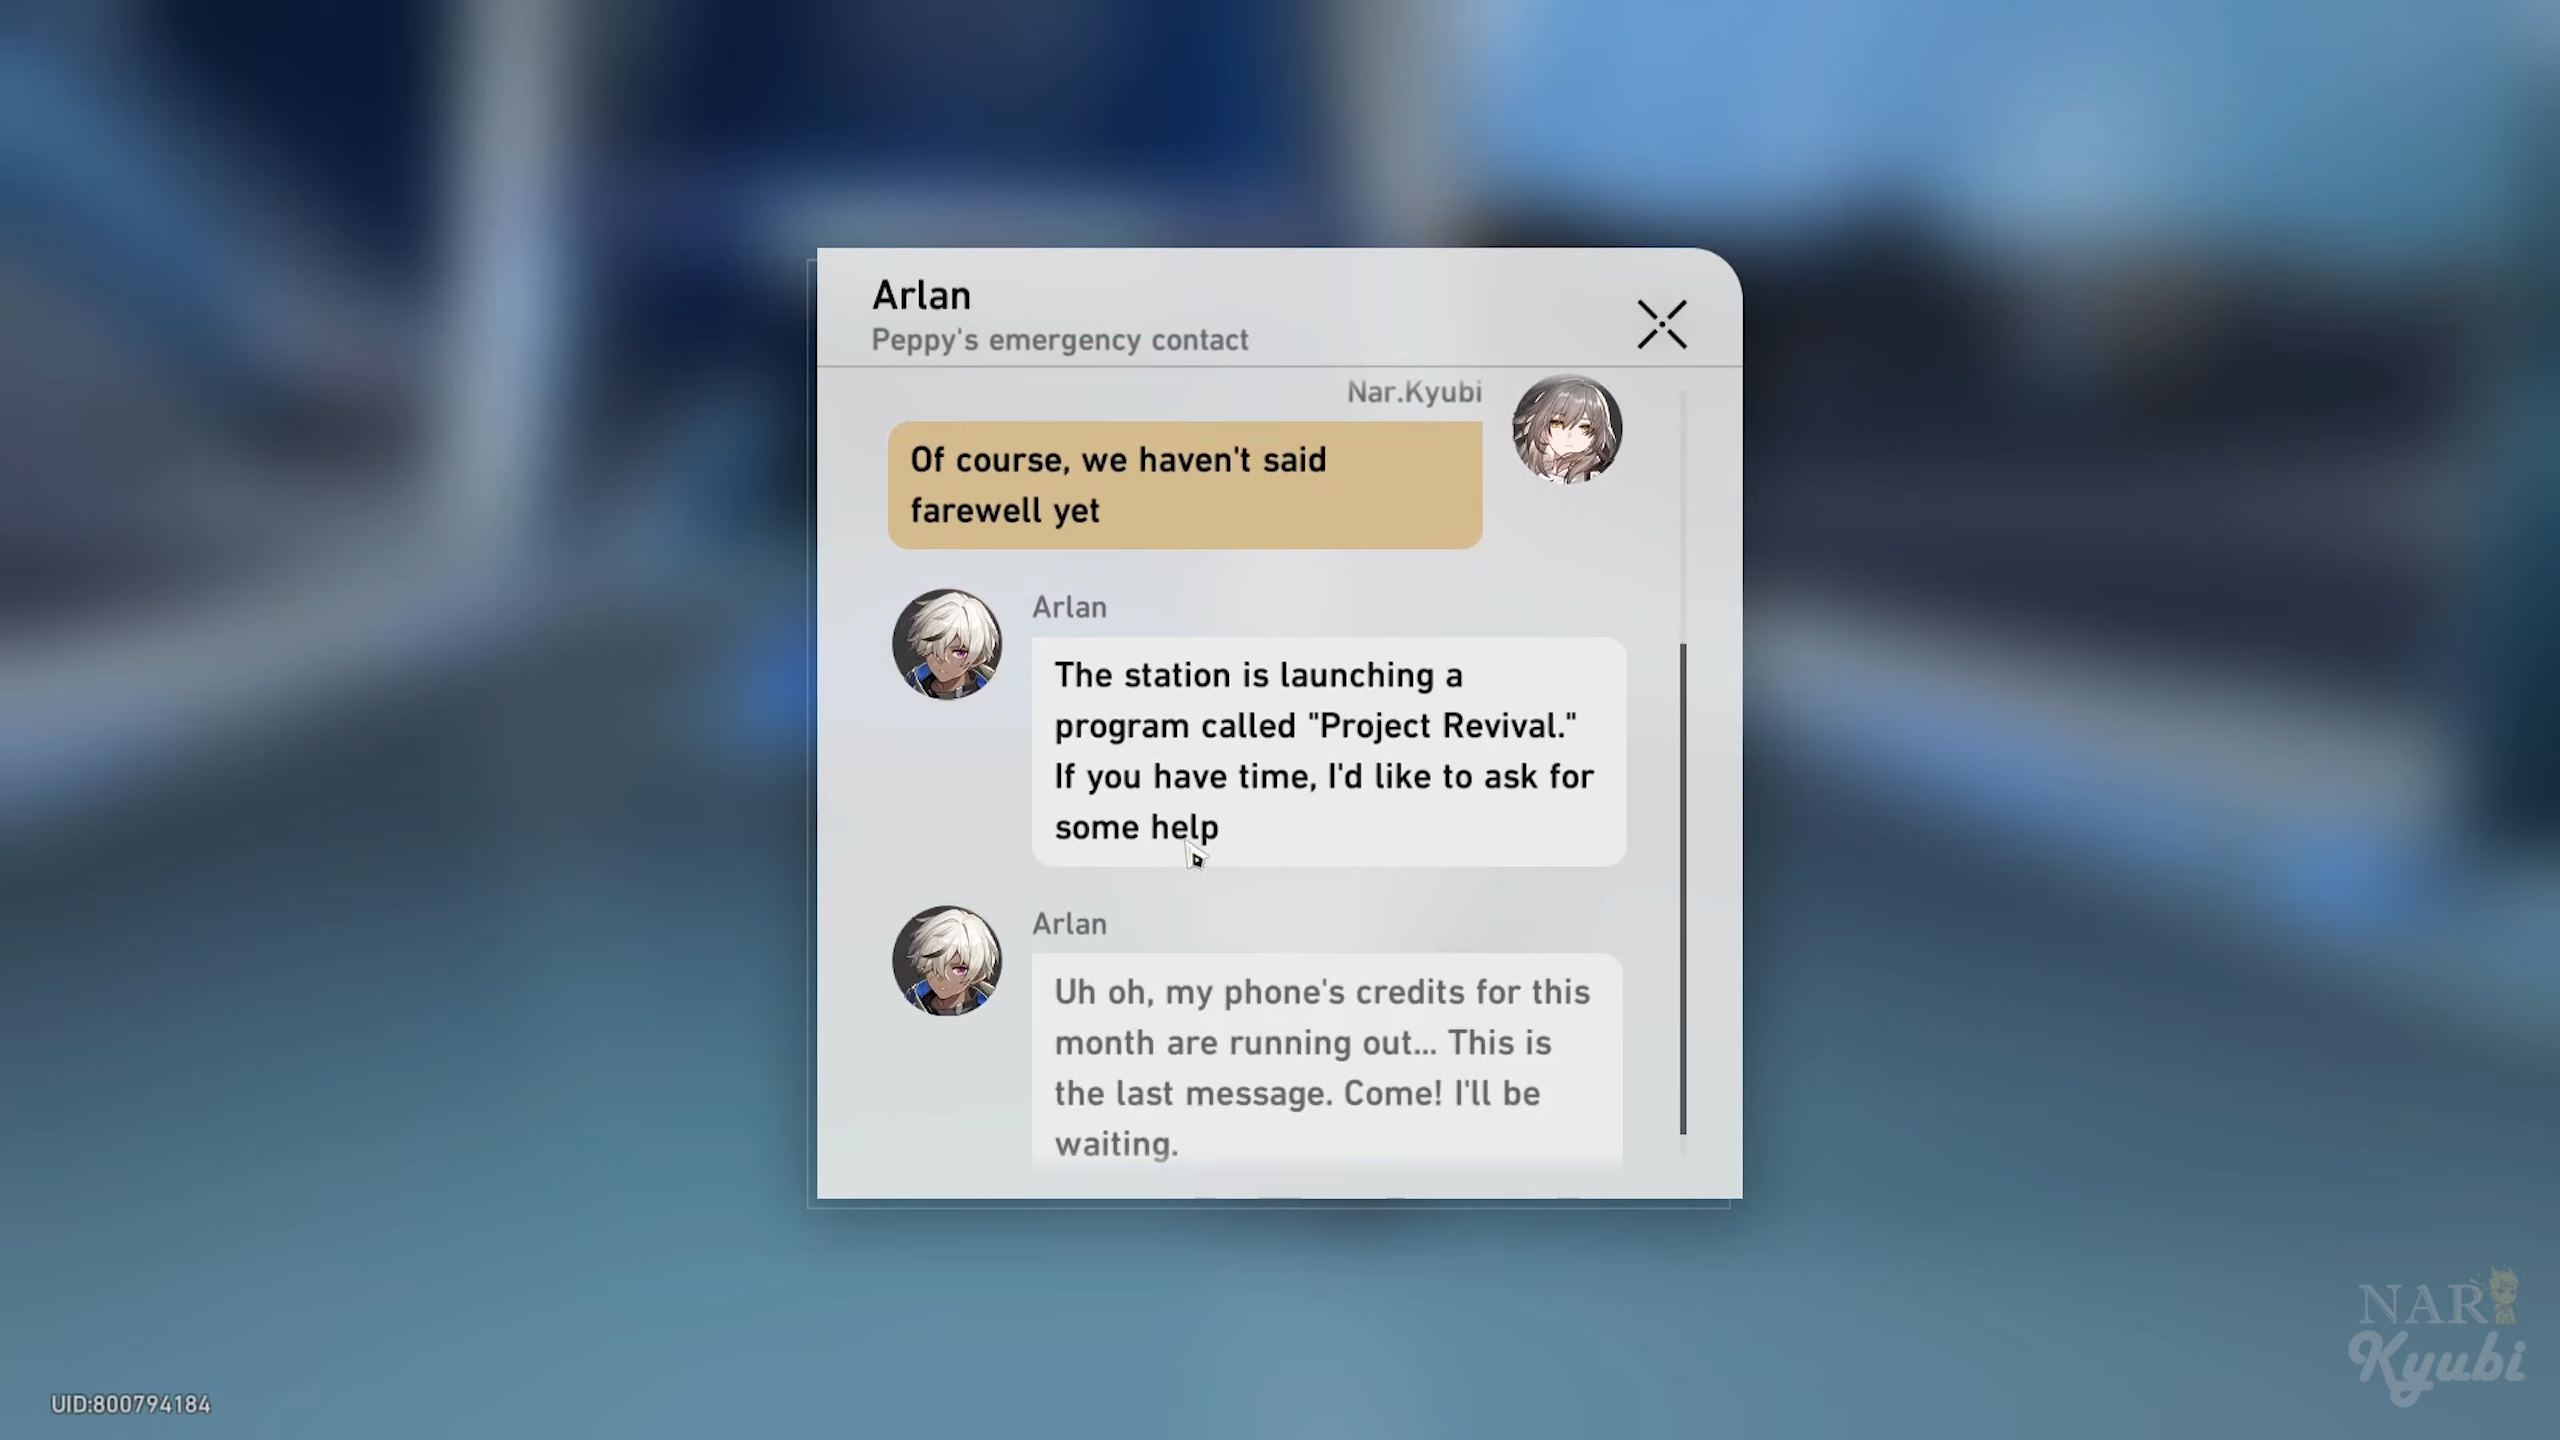 Arlan
Peppy's emergency contact
Nar.Kyubi
Of course, we haven't said
farewell yet
Arlan
The station is launching a
program called "Project Revival."
If you have time, I'd like to ask for
some help
Arlan
Uh oh, my phone's credits for this
month are running out... This is
the last message. Come! I'll be
waiting.
NAR
Kyubi
UID:800794184